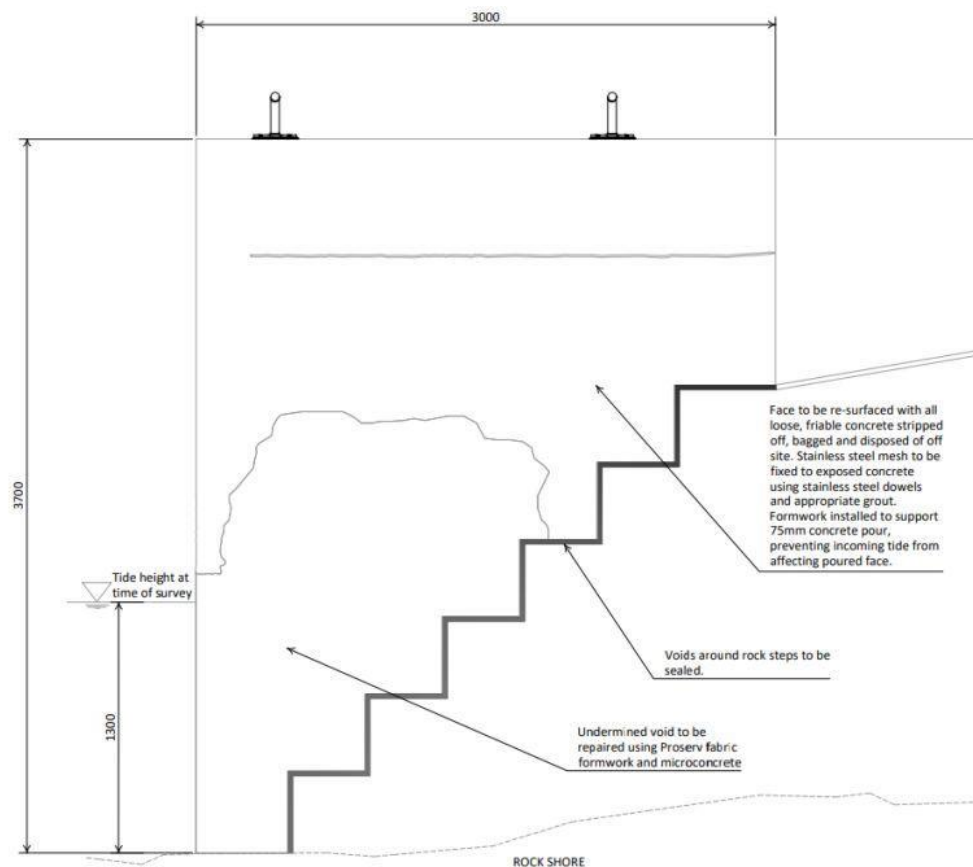 3000
3700
Face to be re-surfaced with all
loose, friable concrete stripped
off, bagged and disposed of off
site. Stainless steel mesh to be
fixed to exposed concrete
using stainless steel dowels
and appropriate grout.
Formwork installed to support
75mm concrete pour,
preventing incoming tide from
affecting poured face.
Tide height at
time of survey
1300
Voids around rock steps to be
sealed.
Undermined void to be
repaired using Proserv fabric
formwork and microconcrete
ROCK SHORE